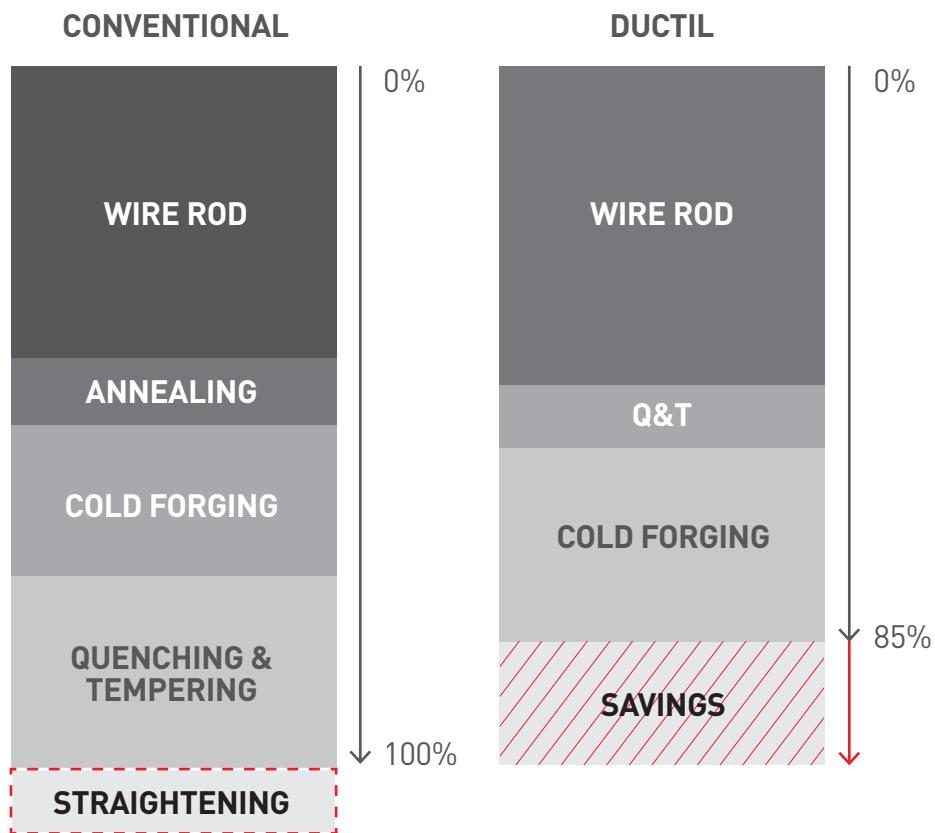 CONVENTIONAL
0%
WIRE ROD
ANNEALING
COLD FORGING
QUENCHING &
TEMPERING
100%
STRAIGHTENING
DUCTIL
0%
WIRE ROD
Q&T
COLD FORGING
85%
SAVINGS